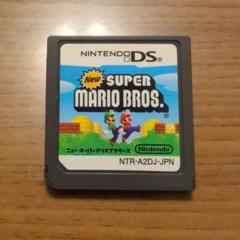 NINTENDO DS
New SUPER
MARIO BROS.
ニュー・スーパーマリオブラザーズ
Nintendo
NTR-A2DJ-JPN